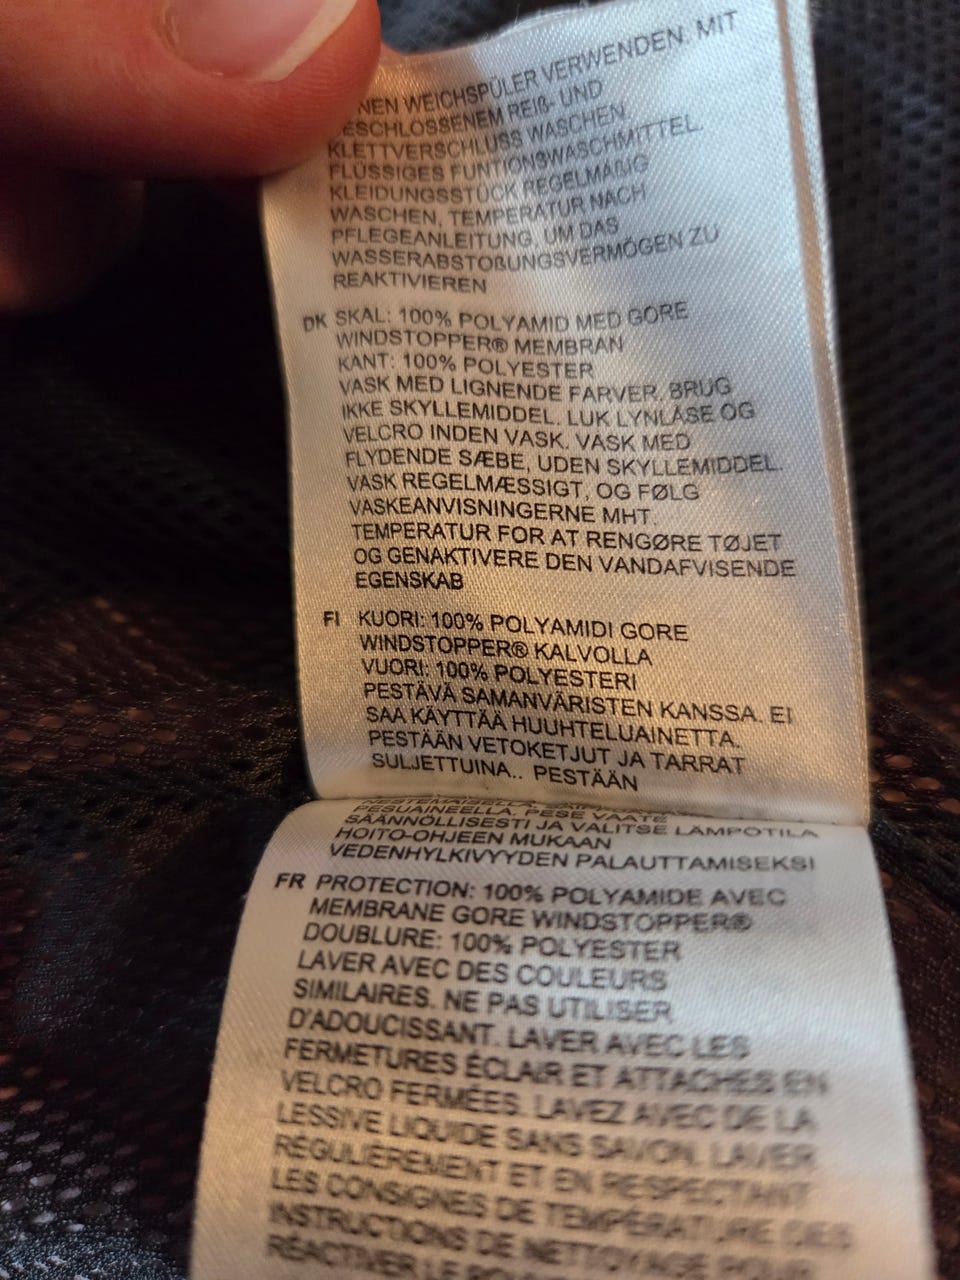 NEN WEICHSPÜLER VERWENDEN. MIT
ESCHLOSSENEM REIß- UND
KLETTVERSCHLUSS WASCHEN.
FLÜSSIGES FUNTIONSWASCHMITTEL.
KLEIDUNGSSTÜCK REGELMAßIG
WASCHEN, TEMPERATUR NACH
PFLEGEANLEITUNG, UM DAS
WASSERABSTOßUNGSVERMÖGEN ZU
REAKTIVIEREN
DK SKAL: 100% POLYAMID MED GORE
WINDSTOPPER® MEMBRAN
KANT: 100% POLYESTER
VASK MED LIGNENDE FARVER. BRUG
IKKE SKYLLEMIDDEL. LUK LYNLÅSE OG
VELCRO INDEN VASK. VASK MED
FLYDENDE SÆBE, UDEN SKYLLEMIDDEL.
VASK REGELMÆSSIGT, OG FØLG
VASKEANVISNINGERNE MHT.
TEMPERATUR FOR AT RENGØRE TØJET
OG GENAKTIVERE DEN VANDAFVISENDE
EGENSKAB
FI KUORI: 100% POLYAMIDI GORE
WINDSTOPPER® KALVOLLA
VUORI: 100% POLYESTERI
PESTÄVÄ SAMANVÄRISTEN KANSSA. EI
SAA KÄYTTÄÄ HUUHTELUAINETTA.
PESTÄÄN VETOKETJUT JA TARRAT
SULJETTUINA.. PESTÄÄN
PESUAINEELLA. PESE VAATE
SÄÄNNÖLLISESTI JA VALITSE LÄMPÖTILA
HOITO-OHJEEN MUKAAN
VEDENHYLKIVYYDEN PALAUTTAMISEKSI
FR PROTECTION: 100% POLYAMIDE AVEC
MEMBRANE GORE WINDSTOPPER®
DOUBLURE: 100% POLYESTER
LAVER AVEC DES COULEURS
SIMILAIRES. NE PAS UTILISER
D'ADOUCISSANT. LAVER AVEC LES
FERMETURES ÉCLAIR ET ATTACHES EN
VELCRO FERMÉES. LAVEZ AVEC DE LA
LESSIVE LIQUIDE SANS SAVON. LAVER
RÉGULIÈREMENT ET EN RESPECTANT
LES CONSIGNES DE TEMPÉRATURE DES
INSTRUCTIONS DE NETTOYAGE POUR
RÉACTIVER LE